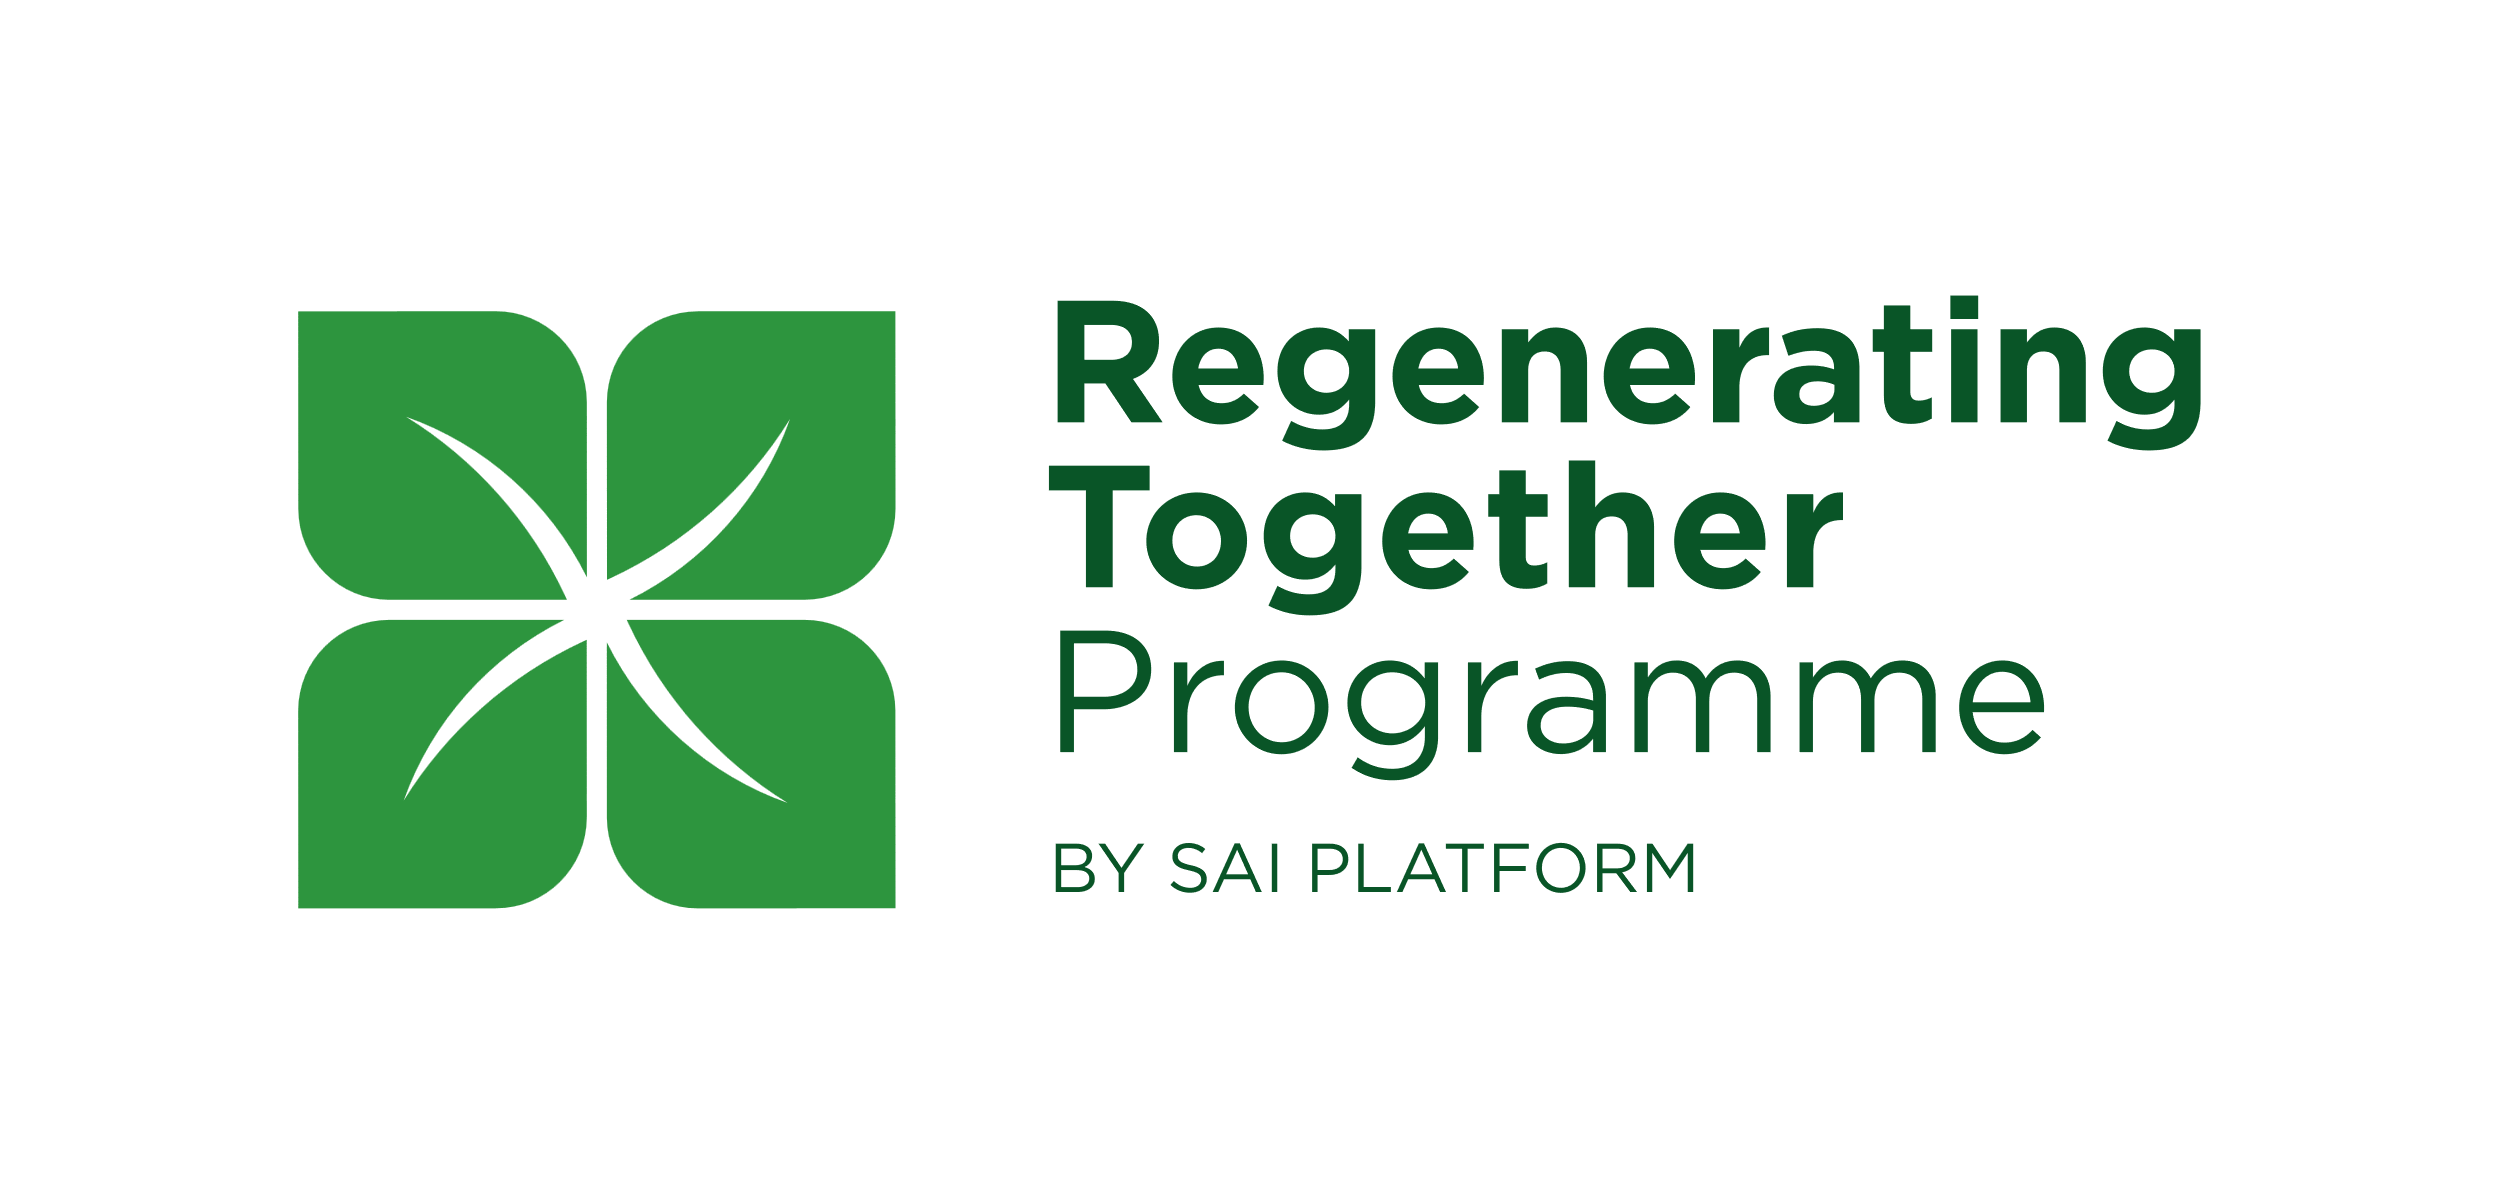 Regenerating
Together
Programme
BY SAI PLATFORM